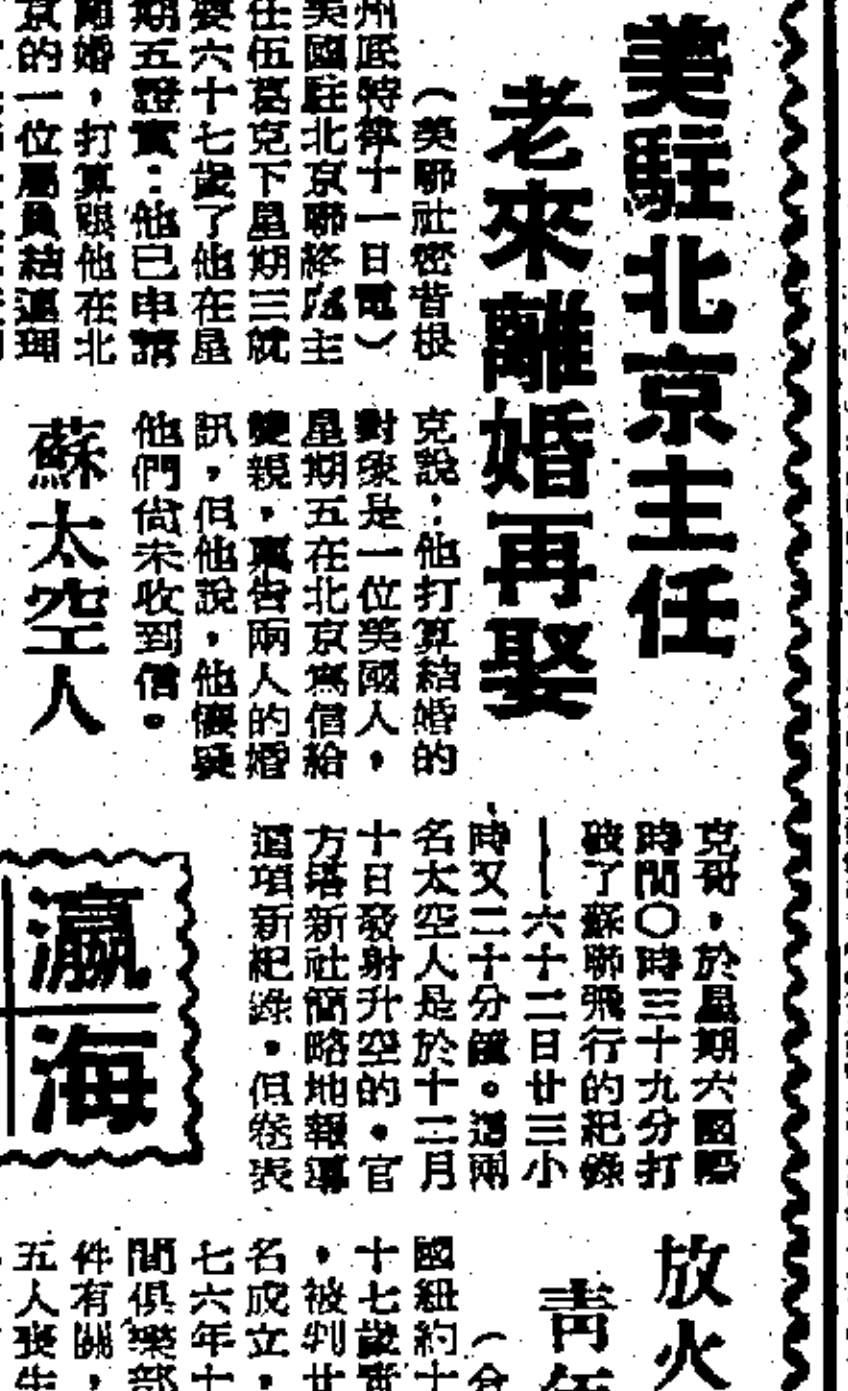 美駐北京主任
老來離婚再娶
(美聯社密昔根
州底特律十一日電)
美國駐北京聯絡處主
任伍葛克下星期三就
要六十七歲了他在星
期五證實:他已申請
離婚,打算跟他在北
京的一位屬員結連理
克說,:他打算結婚的
對象是一位美國人,
星期五在北京寫信給
雙親,稟告兩人的婚
訊,但他說,他懷疑
他們尚未收到信。
蘇太空人
克哥,於星期六國際
時間〇時三十九分打
破了蘇聯飛行的紀錄
——六十二日廿三小
時又二十分鐘。這兩
名太空人是於十二月
十日發射升空的。官
方塔新社簡略地報導
這項新紀錄。但卷表
瀛海
放火
青年
(合
國紐約十
十七歲
,被判廿
名成立,
七六年十
間俱樂部
件有關,
五人喪生